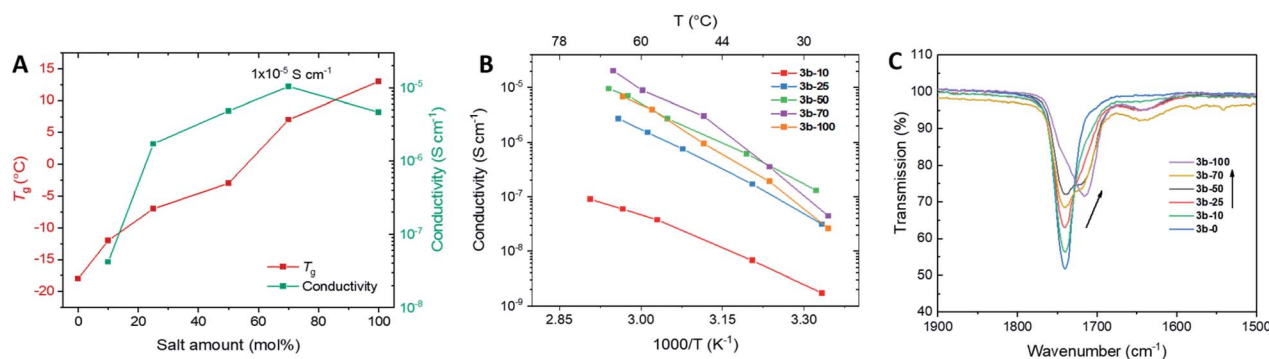 A
1x10⁻⁵ S cm⁻¹
T_g (°C)
15
10
5
0
-5
-10
-15
-20
T_g
Conductivity
0 20 40 60 80 100
Salt amount (mol%)
10⁻⁵
10⁻⁶
10⁻⁷
10⁻⁸
Conductivity (S cm⁻¹)
B
T (°C)
78 60 44 28
Conductivity (S cm⁻¹)
10⁻⁵
10⁻⁶
10⁻⁷
10⁻⁸
10⁻⁹
3b-10
3b-25
3b-50
3b-70
3b-100
2.85 3.00 3.15 3.30
1000/T (K⁻¹)
C
Transmission (%)
110
100
90
80
70
60
50
40
3b-100
3b-70
3b-50
3b-25
3b-10
3b-0
1900 1800 1700 1600 1500
Wavenumber (cm⁻¹)